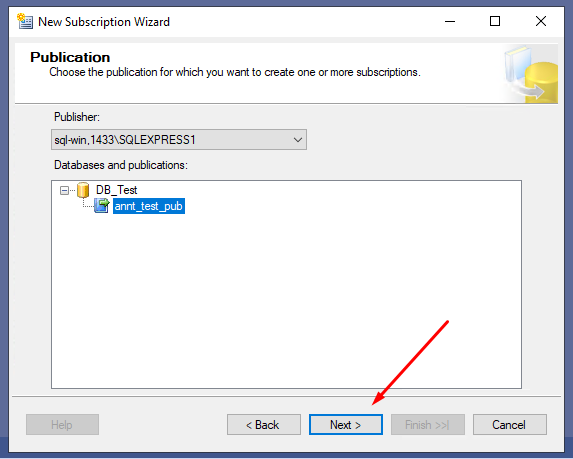 New Subscription Wizard
Publication
Choose the publication for which you want to create one or more subscriptions.
Publisher:
sql-win,1433\SQLEXPRESS1
Databases and publications:
DB_Test
annt_test_pub
Help
< Back
Next >
Finish >>|
Cancel